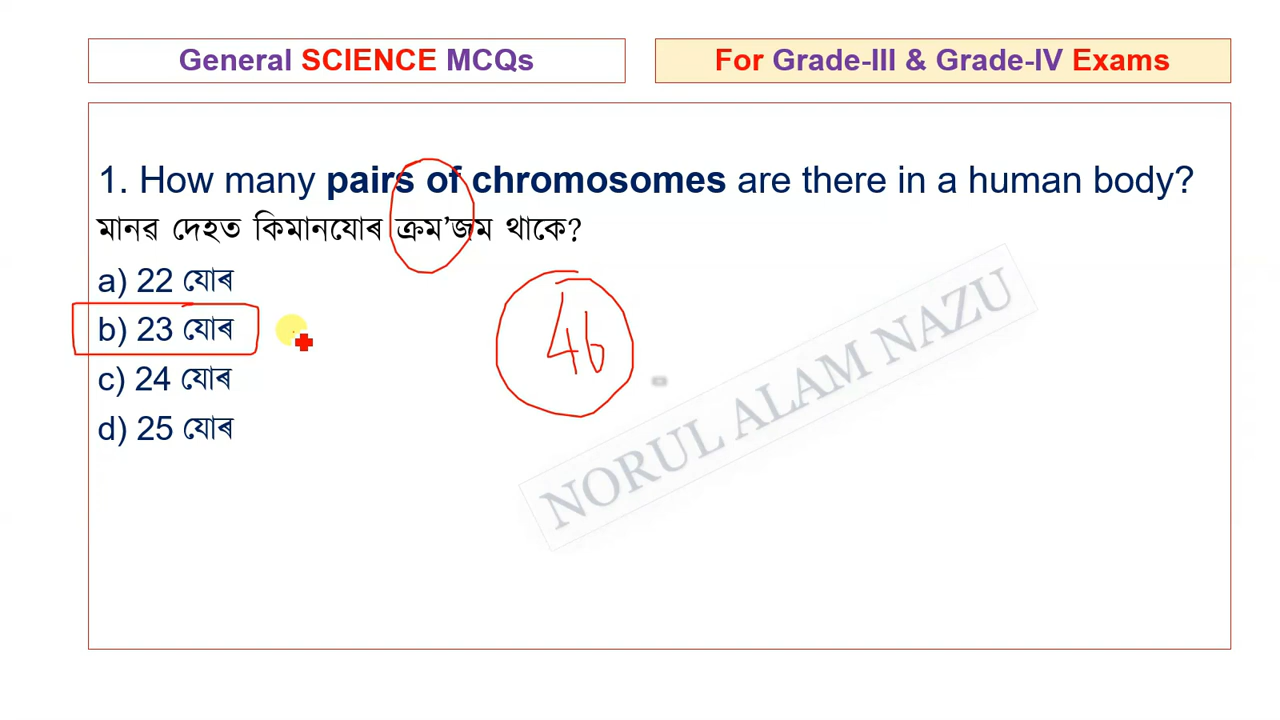 General SCIENCE MCQs
For Grade-III & Grade-IV Exams
1. How many pairs of chromosomes are there in a human body?
মানৱ দেহত কিমানযোৰ ক্ৰম’জম থাকে?
a) 22 যোৰ
b) 23 যোৰ
46
c) 24 যোৰ
d) 25 যোৰ
NORUL ALAM NAZU